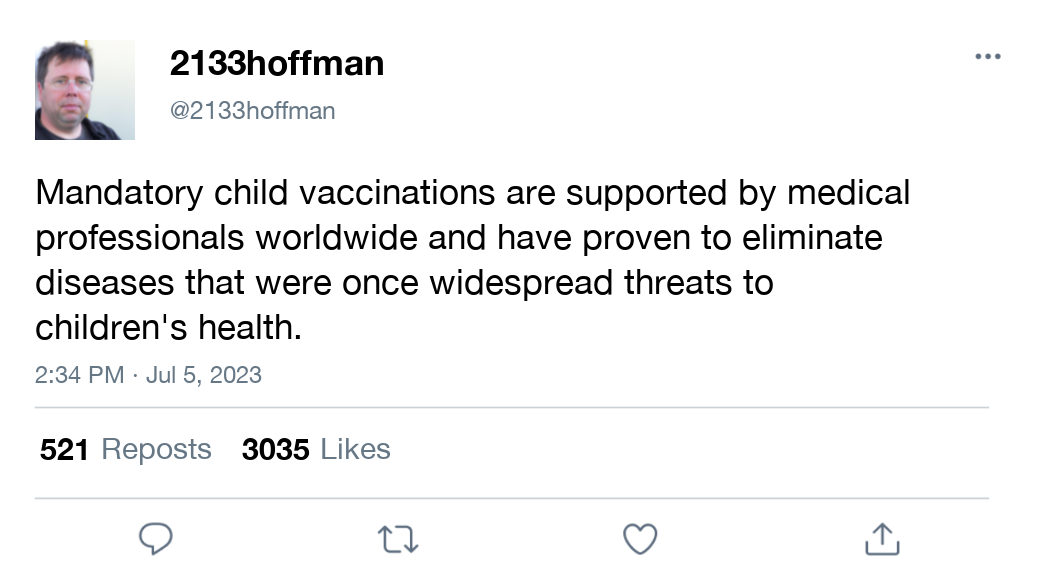 2133hoffman
@2133hoffman
Mandatory child vaccinations are supported by medical
professionals worldwide and have proven to eliminate
diseases that were once widespread threats to
children's health.
2:34 PM · Jul 5, 2023
521 Reposts 3035 Likes